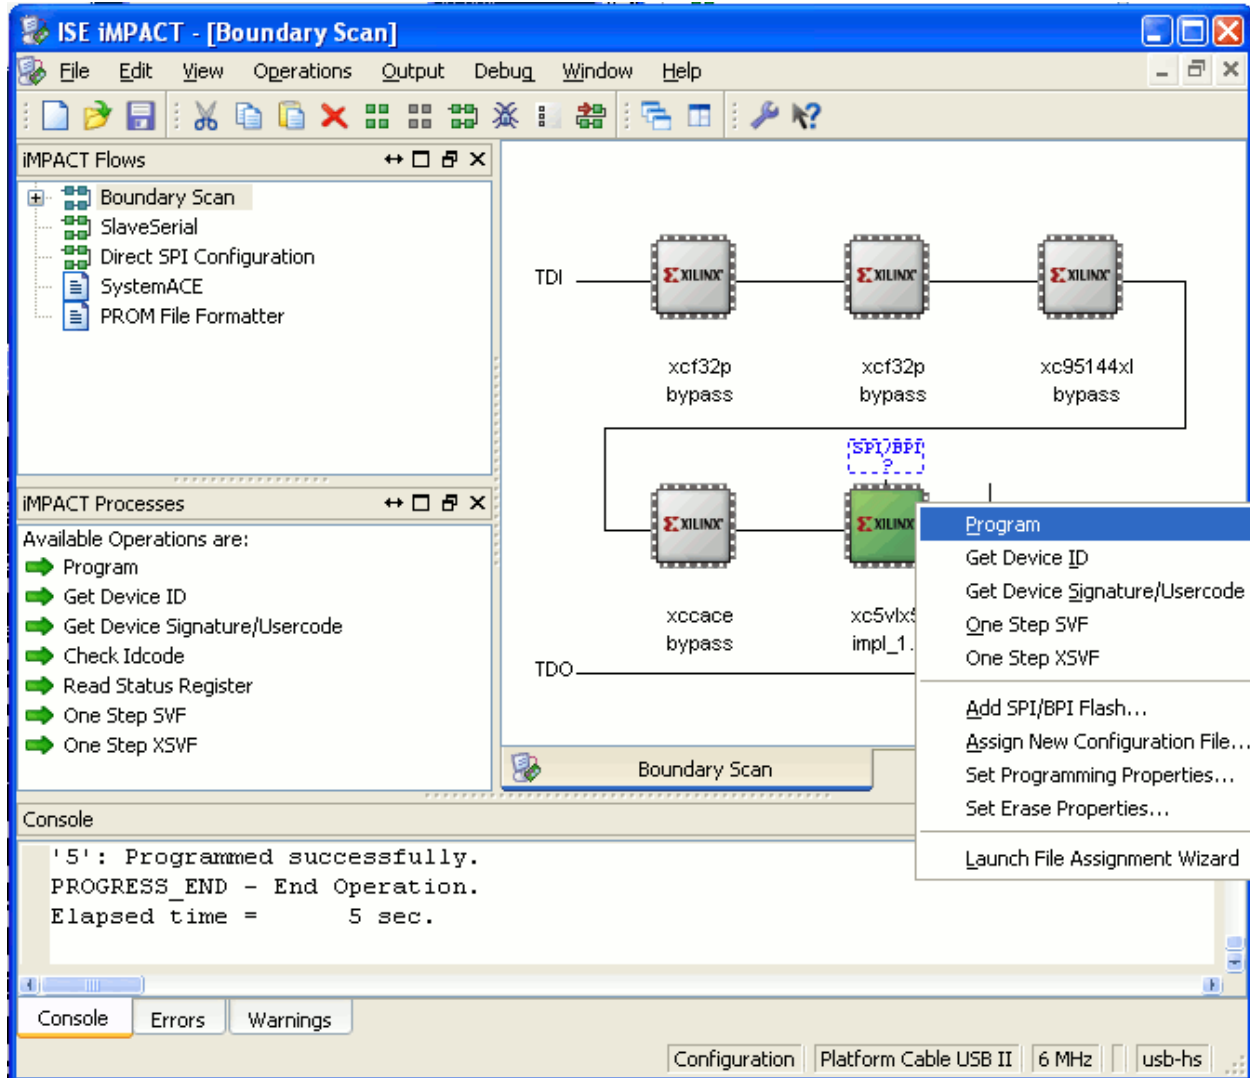 ISE iMPACT - [Boundary Scan]
File Edit View Operations Output Debug Window Help
iMPACT Flows
Boundary Scan
SlaveSerial
Direct SPI Configuration
SystemACE
PROM File Formatter
iMPACT Processes
Available Operations are:
Program
Get Device ID
Get Device Signature/Usercode
Check Idcode
Read Status Register
One Step SVF
One Step XSVF
TDI
XILINX
XILINX
XILINX
xcf32p
xcf32p
xc95144xl
bypass
bypass
bypass
SPI/BPI
?
XILINX
XILINX
xccace
xc5vlx5
bypass
impl_1.
TDO
Program
Get Device ID
Get Device Signature/Usercode
One Step SVF
One Step XSVF
Add SPI/BPI Flash...
Assign New Configuration File...
Set Programming Properties...
Set Erase Properties...
Launch File Assignment Wizard
Boundary Scan
Console
'5': Programmed successfully.
PROGRESS_END - End Operation.
Elapsed time =      5 sec.
Console Errors Warnings
Configuration Platform Cable USB II 6 MHz usb-hs